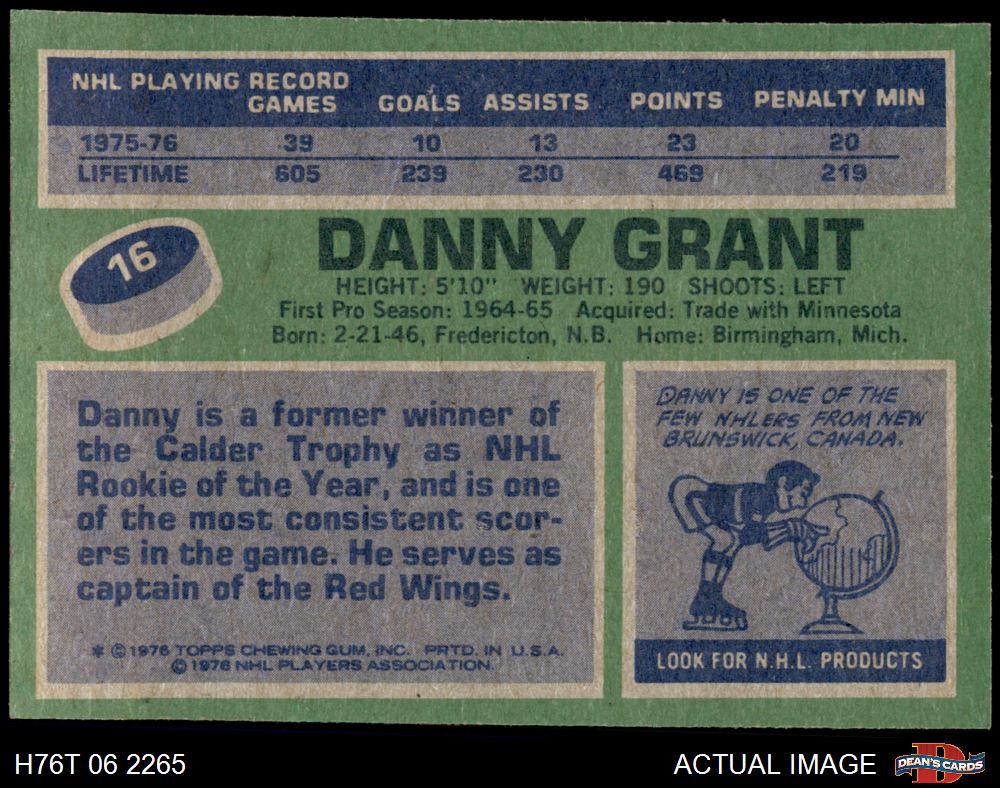 NHL PLAYING RECORD
GAMES GOALS ASSISTS POINTS PENALTY MIN
1975-76 39 10 13 23 20
LIFETIME 605 239 230 469 219
16
DANNY GRANT
HEIGHT: 5'10" WEIGHT: 190 SHOOTS: LEFT
First Pro Season: 1964-65 Acquired: Trade with Minnesota
Born: 2-21-46, Fredericton, N.B. Home: Birmingham, Mich.
Danny is a former winner of
the Calder Trophy as NHL
Rookie of the Year, and is one
of the most consistent scor-
ers in the game. He serves as
captain of the Red Wings.
* © 1976 TOPPS CHEWING GUM, INC. PRTD. IN U.S.A.
© 1976 NHL PLAYERS ASSOCIATION.
DANNY IS ONE OF THE
FEW NHLERS FROM NEW
BRUNSWICK, CANADA.
LOOK FOR N.H.L. PRODUCTS
H76T 06 2265
ACTUAL IMAGE
D
DEAN'S CARDS